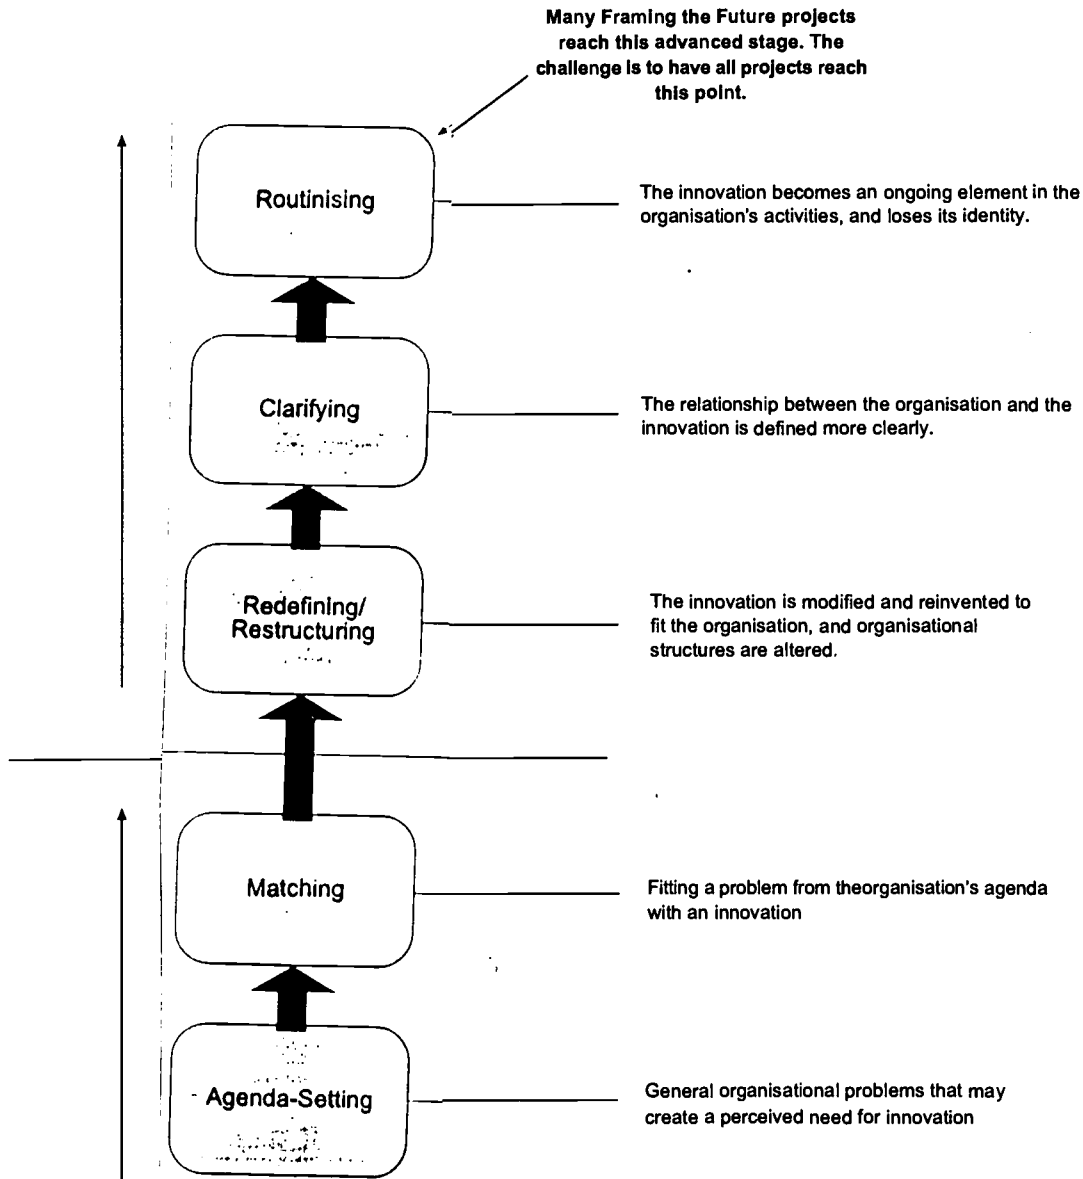 Many Framing the Future projects
reach this advanced stage. The
challenge is to have all projects reach
this point.
Routinising
The innovation becomes an ongoing element in the
organisation's activities, and loses its identity.
Clarifying
The relationship between the organisation and the
innovation is defined more clearly.
Redefining/
Restructuring
The innovation is modified and reinvented to
fit the organisation, and organisational
structures are altered.
Matching
Fitting a problem from theorganisation's agenda
with an innovation
Agenda-Setting
General organisational problems that may
create a perceived need for innovation